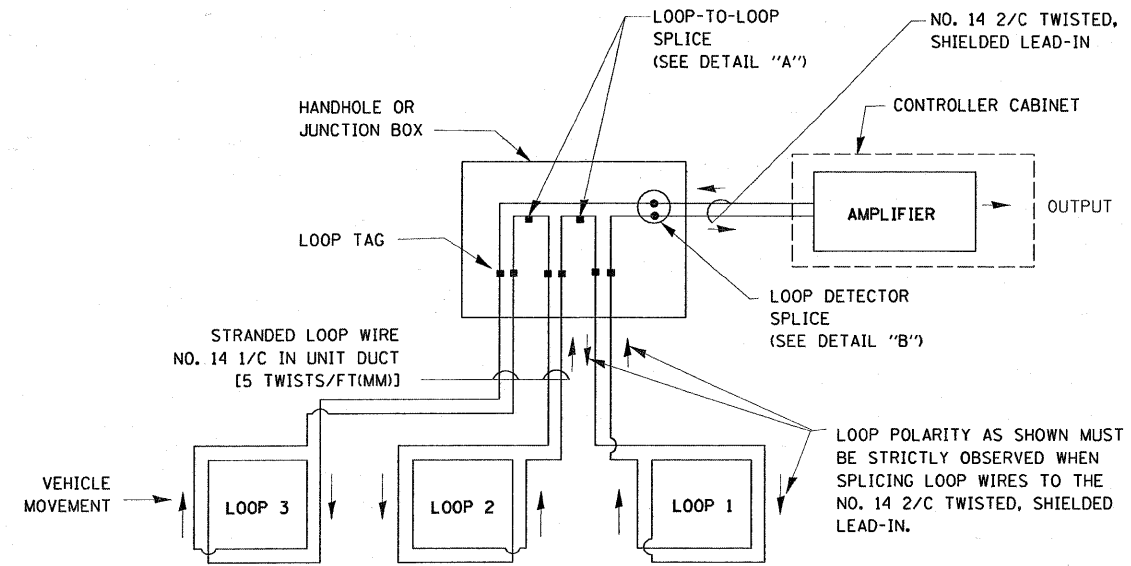 LOOP-TO-LOOP
SPLICE
(SEE DETAIL "A")
NO. 14 2/C TWISTED,
SHIELDED LEAD-IN
HANDHOLE OR
JUNCTION BOX
CONTROLLER CABINET
AMPLIFIER
OUTPUT
LOOP TAG
LOOP DETECTOR
SPLICE
(SEE DETAIL "B")
STRANDED LOOP WIRE
NO. 14 1/C IN UNIT DUCT
[5 TWISTS/FT(MM)]
LOOP POLARITY AS SHOWN MUST
BE STRICTLY OBSERVED WHEN
SPLICING LOOP WIRES TO THE
NO. 14 2/C TWISTED, SHIELDED
LEAD-IN.
VEHICLE
MOVEMENT
LOOP 3
LOOP 2
LOOP 1